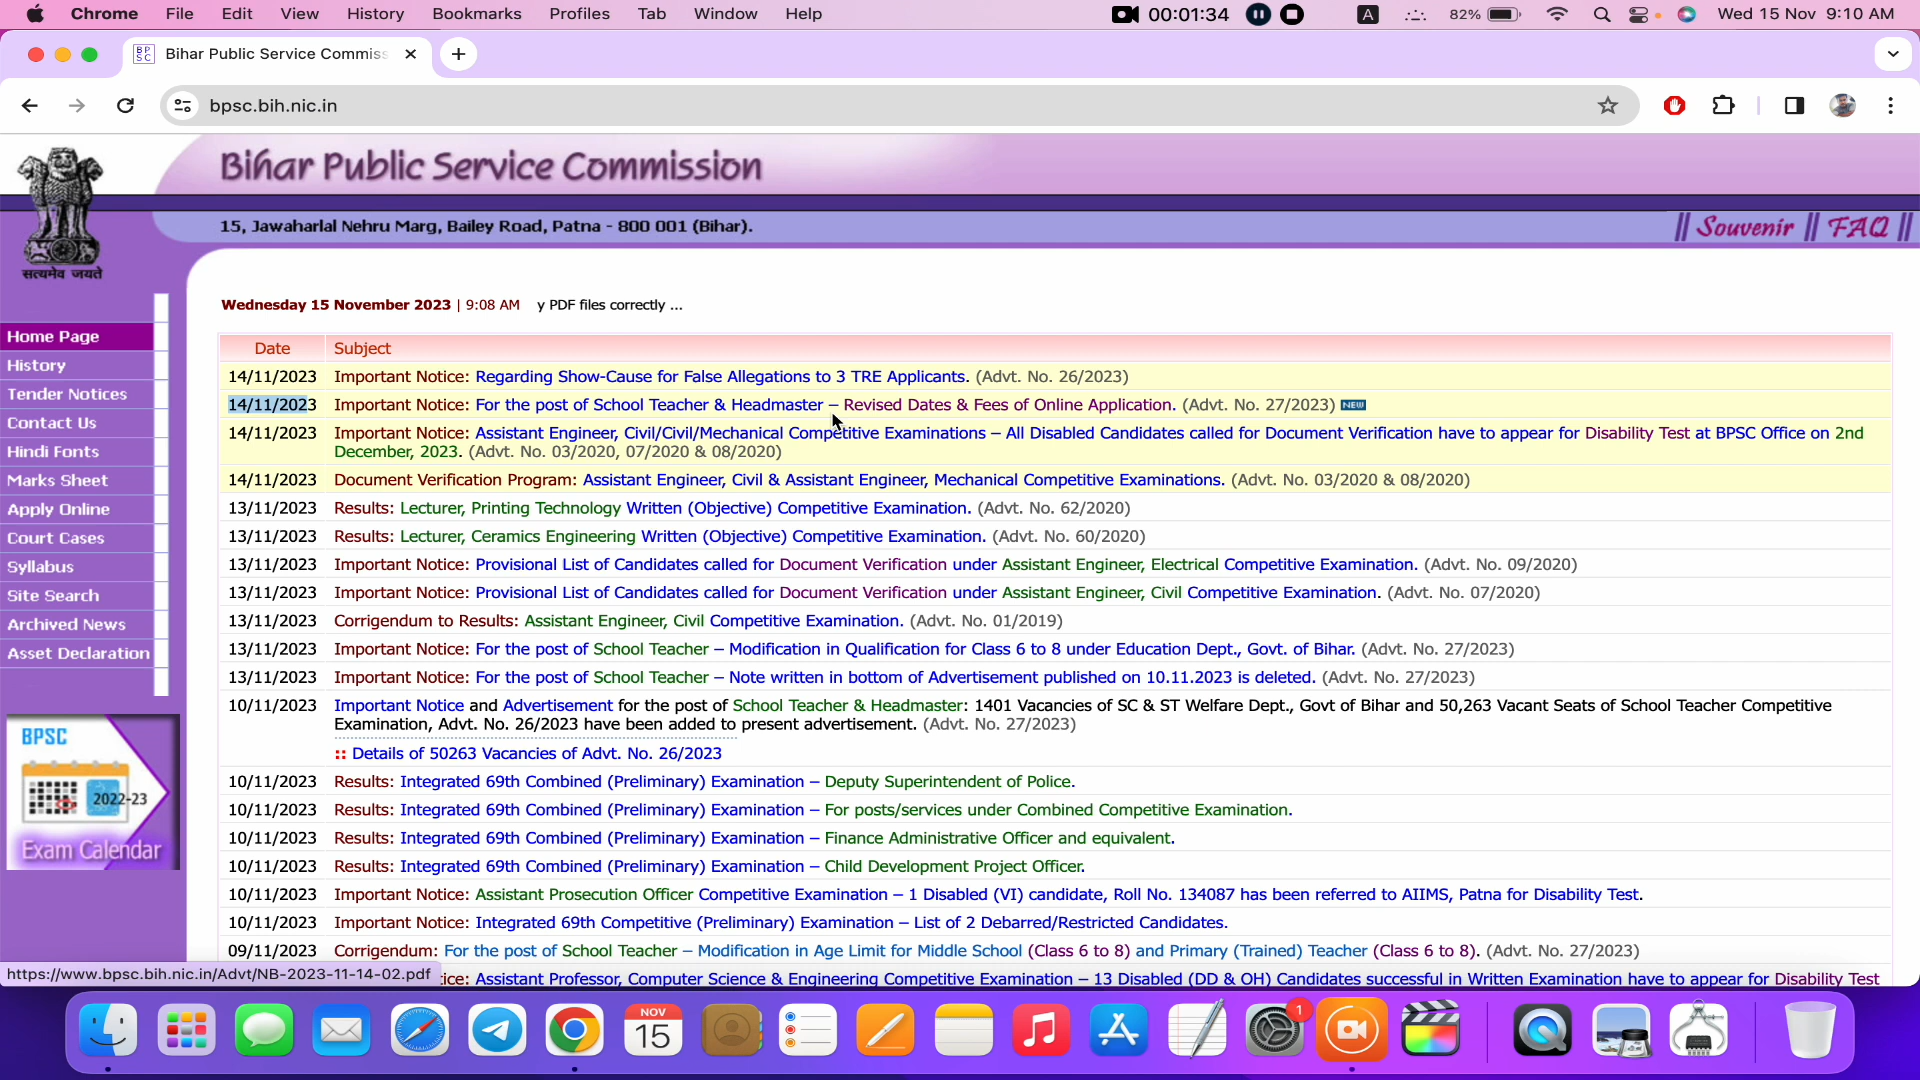 Chrome File Edit View History Bookmarks Profiles Tab Window Help 00:01:34 A 82% Wed 15 Nov 9:10 AM
BPSC Bihar Public Service Commiss
bpsc.bih.nic.in
Bihar Public Service Commission
15, Jawaharlal Nehru Marg, Bailey Road, Patna - 800 001 (Bihar).
|| Souvenir || FAQ ||
सत्यमेव जयते
Wednesday 15 November 2023 | 9:08 AM y PDF files correctly ...
Home Page
History
Tender Notices
Contact Us
Hindi Fonts
Marks Sheet
Apply Online
Court Cases
Syllabus
Site Search
Archived News
Asset Declaration
BPSC
2022-23
Exam Calendar
Date Subject
14/11/2023 Important Notice: Regarding Show-Cause for False Allegations to 3 TRE Applicants. (Advt. No. 26/2023)
14/11/2023 Important Notice: For the post of School Teacher & Headmaster – Revised Dates & Fees of Online Application. (Advt. No. 27/2023) NEW
14/11/2023 Important Notice: Assistant Engineer, Civil/Civil/Mechanical Competitive Examinations – All Disabled Candidates called for Document Verification have to appear for Disability Test at BPSC Office on 2nd
December, 2023. (Advt. No. 03/2020, 07/2020 & 08/2020)
14/11/2023 Document Verification Program: Assistant Engineer, Civil & Assistant Engineer, Mechanical Competitive Examinations. (Advt. No. 03/2020 & 08/2020)
13/11/2023 Results: Lecturer, Printing Technology Written (Objective) Competitive Examination. (Advt. No. 62/2020)
13/11/2023 Results: Lecturer, Ceramics Engineering Written (Objective) Competitive Examination. (Advt. No. 60/2020)
13/11/2023 Important Notice: Provisional List of Candidates called for Document Verification under Assistant Engineer, Electrical Competitive Examination. (Advt. No. 09/2020)
13/11/2023 Important Notice: Provisional List of Candidates called for Document Verification under Assistant Engineer, Civil Competitive Examination. (Advt. No. 07/2020)
13/11/2023 Corrigendum to Results: Assistant Engineer, Civil Competitive Examination. (Advt. No. 01/2019)
13/11/2023 Important Notice: For the post of School Teacher – Modification in Qualification for Class 6 to 8 under Education Dept., Govt. of Bihar. (Advt. No. 27/2023)
13/11/2023 Important Notice: For the post of School Teacher – Note written in bottom of Advertisement published on 10.11.2023 is deleted. (Advt. No. 27/2023)
10/11/2023 Important Notice and Advertisement for the post of School Teacher & Headmaster: 1401 Vacancies of SC & ST Welfare Dept., Govt of Bihar and 50,263 Vacant Seats of School Teacher Competitive
Examination, Advt. No. 26/2023 have been added to present advertisement. (Advt. No. 27/2023)
:: Details of 50263 Vacancies of Advt. No. 26/2023
10/11/2023 Results: Integrated 69th Combined (Preliminary) Examination – Deputy Superintendent of Police.
10/11/2023 Results: Integrated 69th Combined (Preliminary) Examination – For posts/services under Combined Competitive Examination.
10/11/2023 Results: Integrated 69th Combined (Preliminary) Examination – Finance Administrative Officer and equivalent.
10/11/2023 Results: Integrated 69th Combined (Preliminary) Examination – Child Development Project Officer.
10/11/2023 Important Notice: Assistant Prosecution Officer Competitive Examination – 1 Disabled (VI) candidate, Roll No. 134087 has been referred to AIIMS, Patna for Disability Test.
10/11/2023 Important Notice: Integrated 69th Competitive (Preliminary) Examination – List of 2 Debarred/Restricted Candidates.
09/11/2023 Corrigendum: For the post of School Teacher – Modification in Age Limit for Middle School (Class 6 to 8) and Primary (Trained) Teacher (Class 6 to 8). (Advt. No. 27/2023)
https://www.bpsc.bih.nic.in/Advt/NB-2023-11-14-02.pdf
ice: Assistant Professor, Computer Science & Engineering Competitive Examination – 13 Disabled (DD & OH) Candidates successful in Written Examination have to appear for Disability Test
NOV
15
1